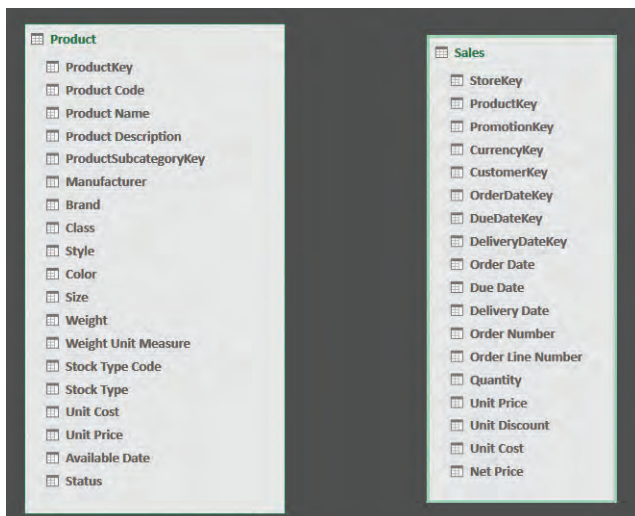 Product
ProductKey
Product Code
Product Name
Product Description
ProductSubcategoryKey
Manufacturer
Brand
Class
Style
Color
Size
Weight
Weight Unit Measure
Stock Type Code
Stock Type
Unit Cost
Unit Price
Available Date
Status
Sales
StoreKey
ProductKey
PromotionKey
CurrencyKey
CustomerKey
OrderDateKey
DueDateKey
DeliveryDateKey
Order Date
Due Date
Delivery Date
Order Number
Order Line Number
Quantity
Unit Price
Unit Discount
Unit Cost
Net Price